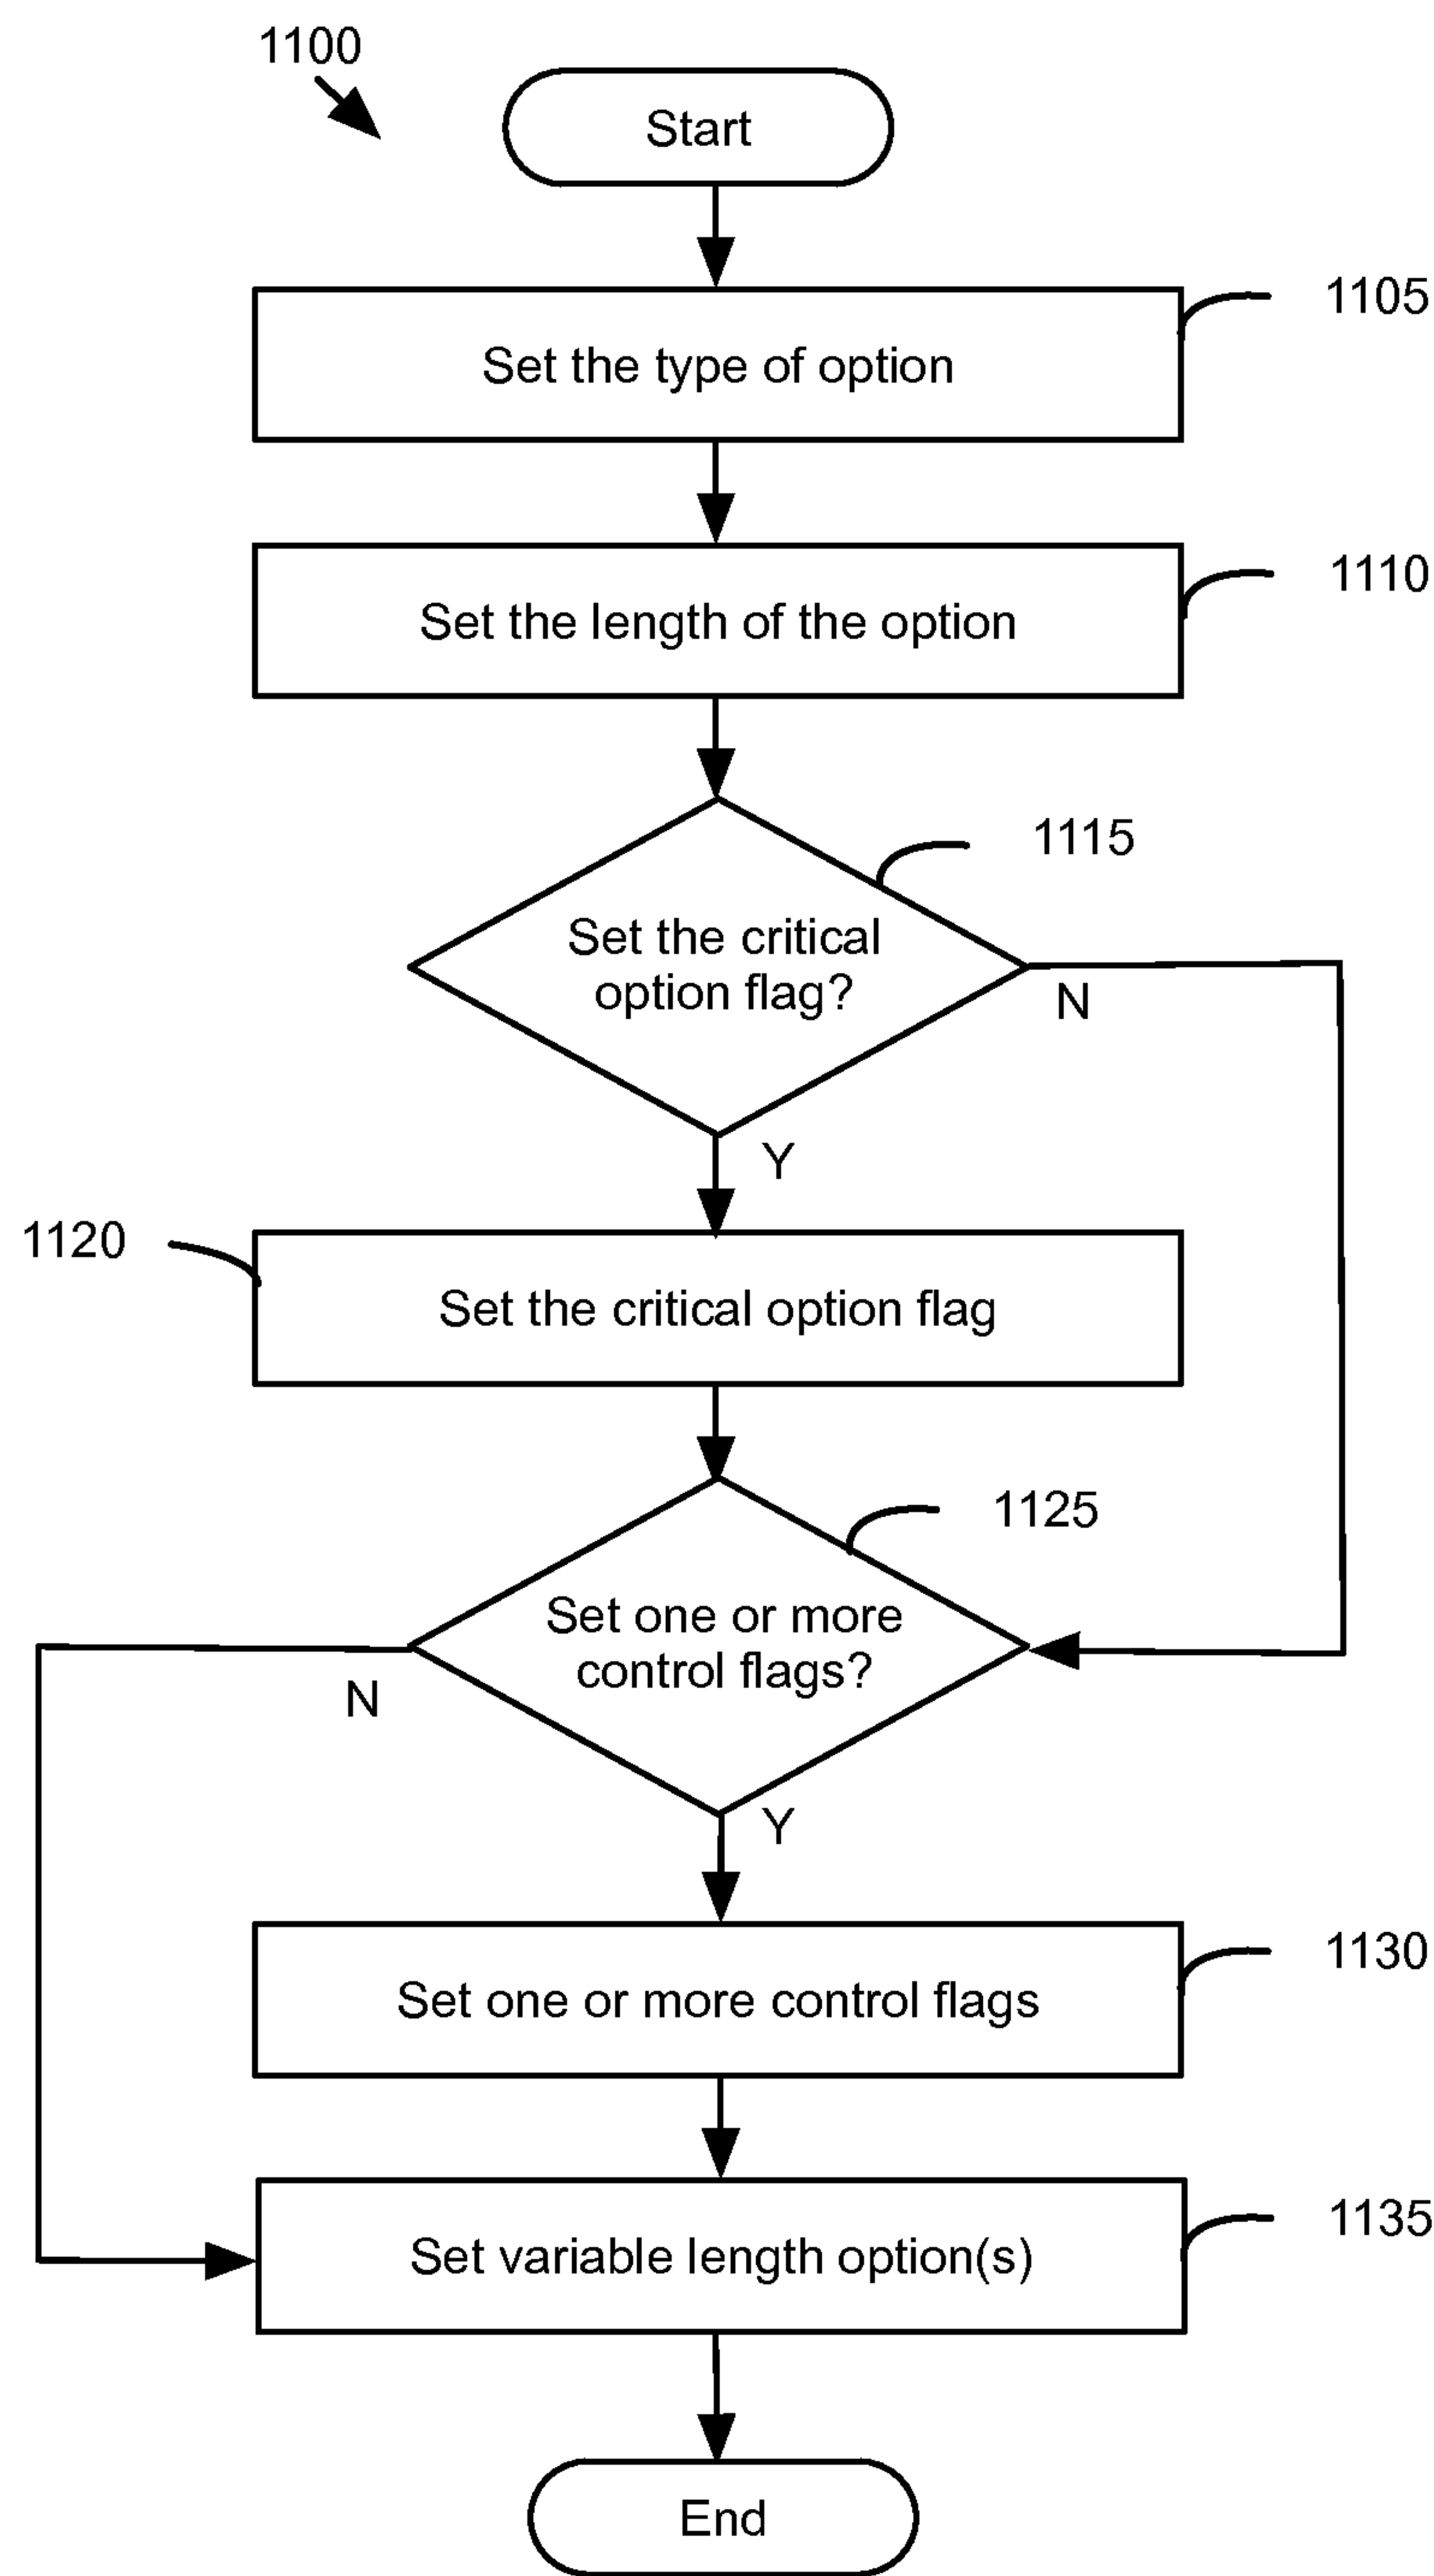 1100
Start
1105
Set the type of option
1110
Set the length of the option
1115
Set the critical
option flag?
N
Y
1120
Set the critical option flag
1125
Set one or more
control flags?
N
Y
1130
Set one or more control flags
1135
Set variable length option(s)
End